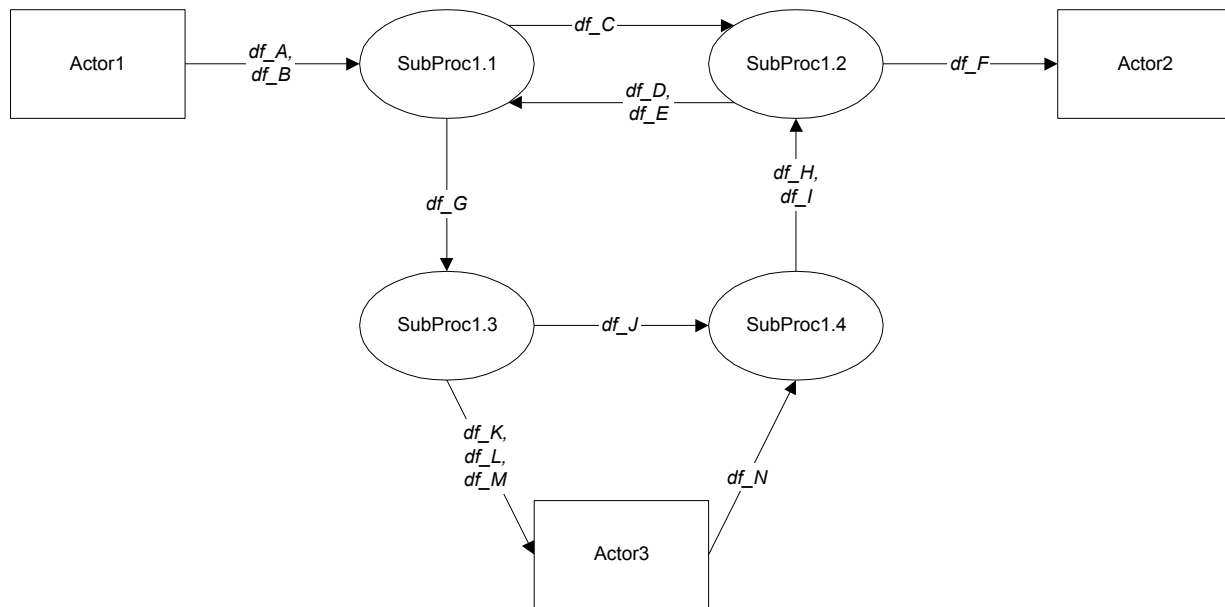 df_C
Actor1
df_A,
df_B
SubProc1.1
SubProc1.2
df_F
Actor2
df_D,
df_E
df_G
df_H,
df_I
SubProc1.3
df_J
SubProc1.4
df_K,
df_L,
df_M
df_N
Actor3